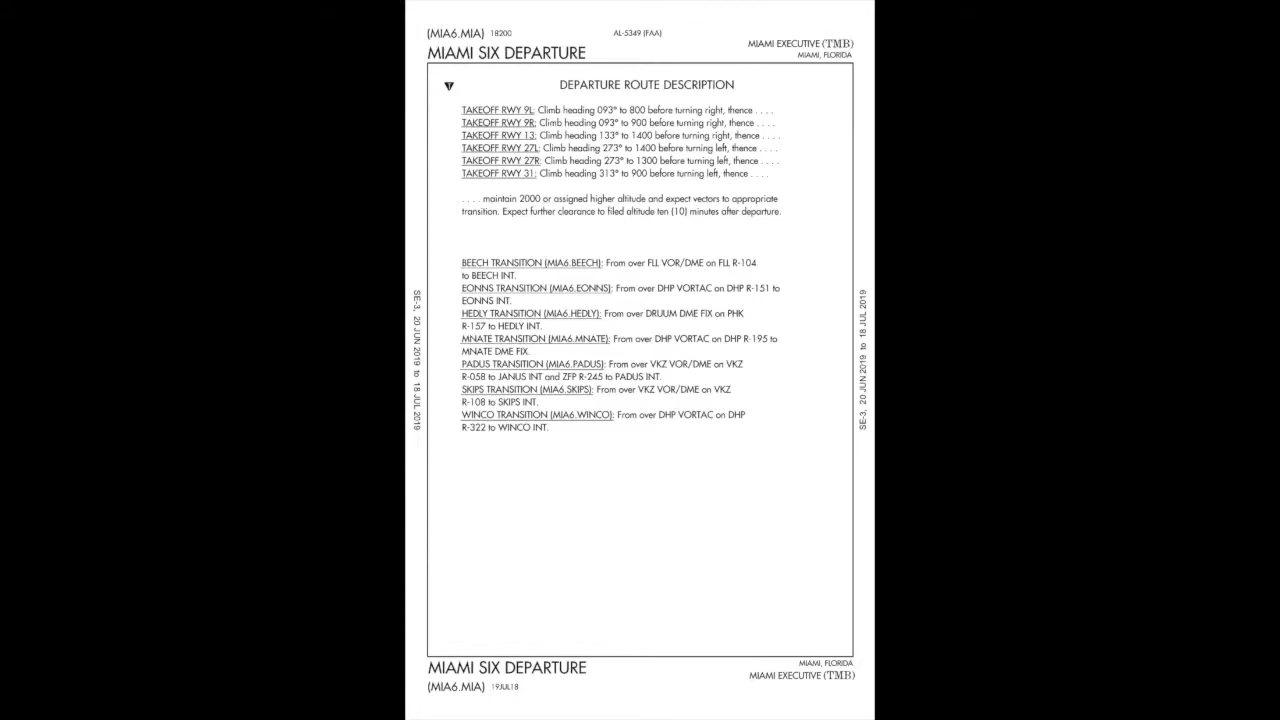 (MIA6.MIA) 18200
AL-5349 (FAA)
MIAMI EXECUTIVE (TMB)
MIAMI SIX DEPARTURE
MIAMI, FLORIDA
DEPARTURE ROUTE DESCRIPTION
TAKEOFF RWY 9L: Climb heading 093° to 800 before turning right, thence . . . .
TAKEOFF RWY 9R: Climb heading 093° to 900 before turning right, thence . . . .
TAKEOFF RWY 13: Climb heading 133° to 1400 before turning right, thence . . . .
TAKEOFF RWY 27L: Climb heading 273° to 1400 before turning left, thence . . . .
TAKEOFF RWY 27R: Climb heading 273° to 1300 before turning left, thence . . . .
TAKEOFF RWY 31: Climb heading 313° to 900 before turning left, thence . . . .
. . . . maintain 2000 or assigned higher altitude and expect vectors to appropriate
transition. Expect further clearance to filed altitude ten (10) minutes after departure.
BEECH TRANSITION (MIA6.BEECH): From over FLL VOR/DME on FLL R-104
to BEECH INT.
EONNS TRANSITION (MIA6.EONNS): From over DHP VORTAC on DHP R-151 to
EONNS INT.
HEDLY TRANSITION (MIA6.HEDLY): From over DRUUM DME FIX on PHK
R-157 to HEDLY INT.
MNATE TRANSITION (MIA6.MNATE): From over DHP VORTAC on DHP R-195 to
MNATE DME FIX.
PADUS TRANSITION (MIA6.PADUS): From over VKZ VOR/DME on VKZ
R-058 to JANUS INT and ZFP R-245 to PADUS INT.
SKIPS TRANSITION (MIA6.SKIPS): From over VKZ VOR/DME on VKZ
R-108 to SKIPS INT.
WINCO TRANSITION (MIA6.WINCO): From over DHP VORTAC on DHP
R-322 to WINCO INT.
SE-3, 20 JUN 2019 to 18 JUL 2019
SE-3, 20 JUN 2019 to 18 JUL 2019
MIAMI SIX DEPARTURE
MIAMI, FLORIDA
MIAMI EXECUTIVE (TMB)
(MIA6.MIA) 19JUL18